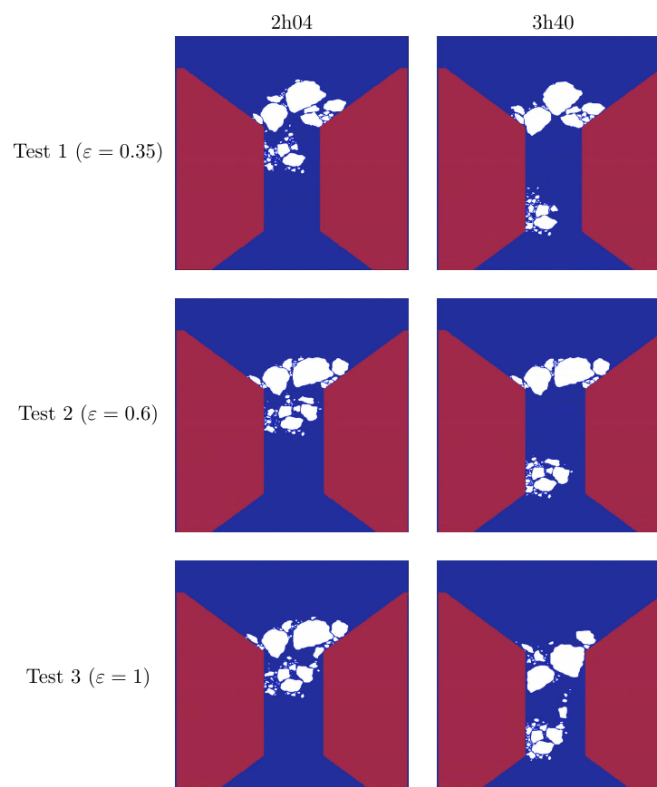 2h04
3h40
Test 1 (ε = 0.35)
Test 2 (ε = 0.6)
Test 3 (ε = 1)